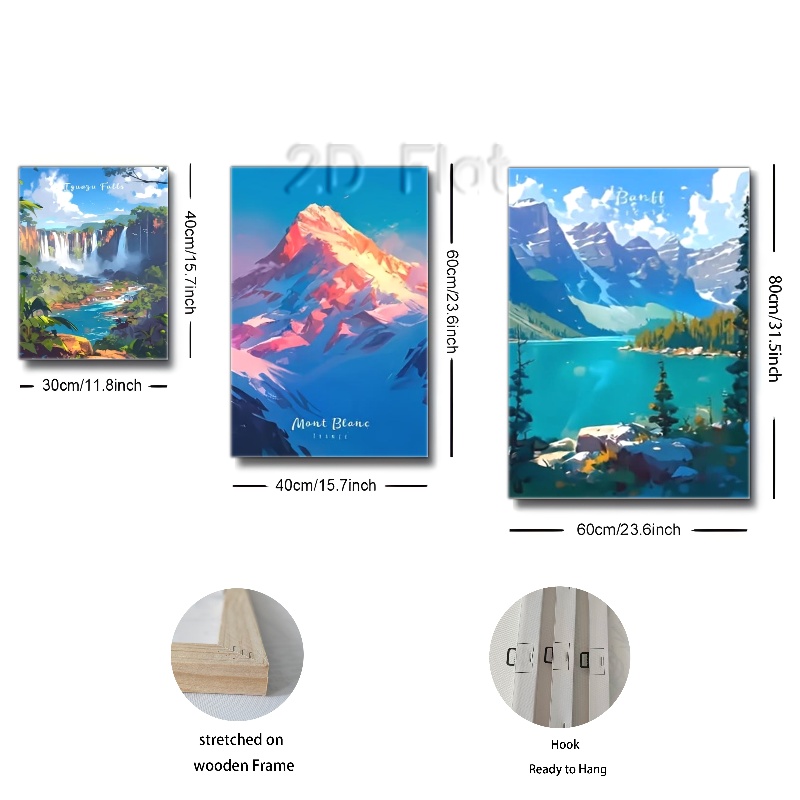 2D Flat
Iguazu Falls
40cm/15.7inch
30cm/11.8inch
Mont Blanc
60cm/23.6inch
40cm/15.7inch
Banff
80cm/31.5inch
60cm/23.6inch
stretched on
wooden Frame
Hook
Ready to Hang